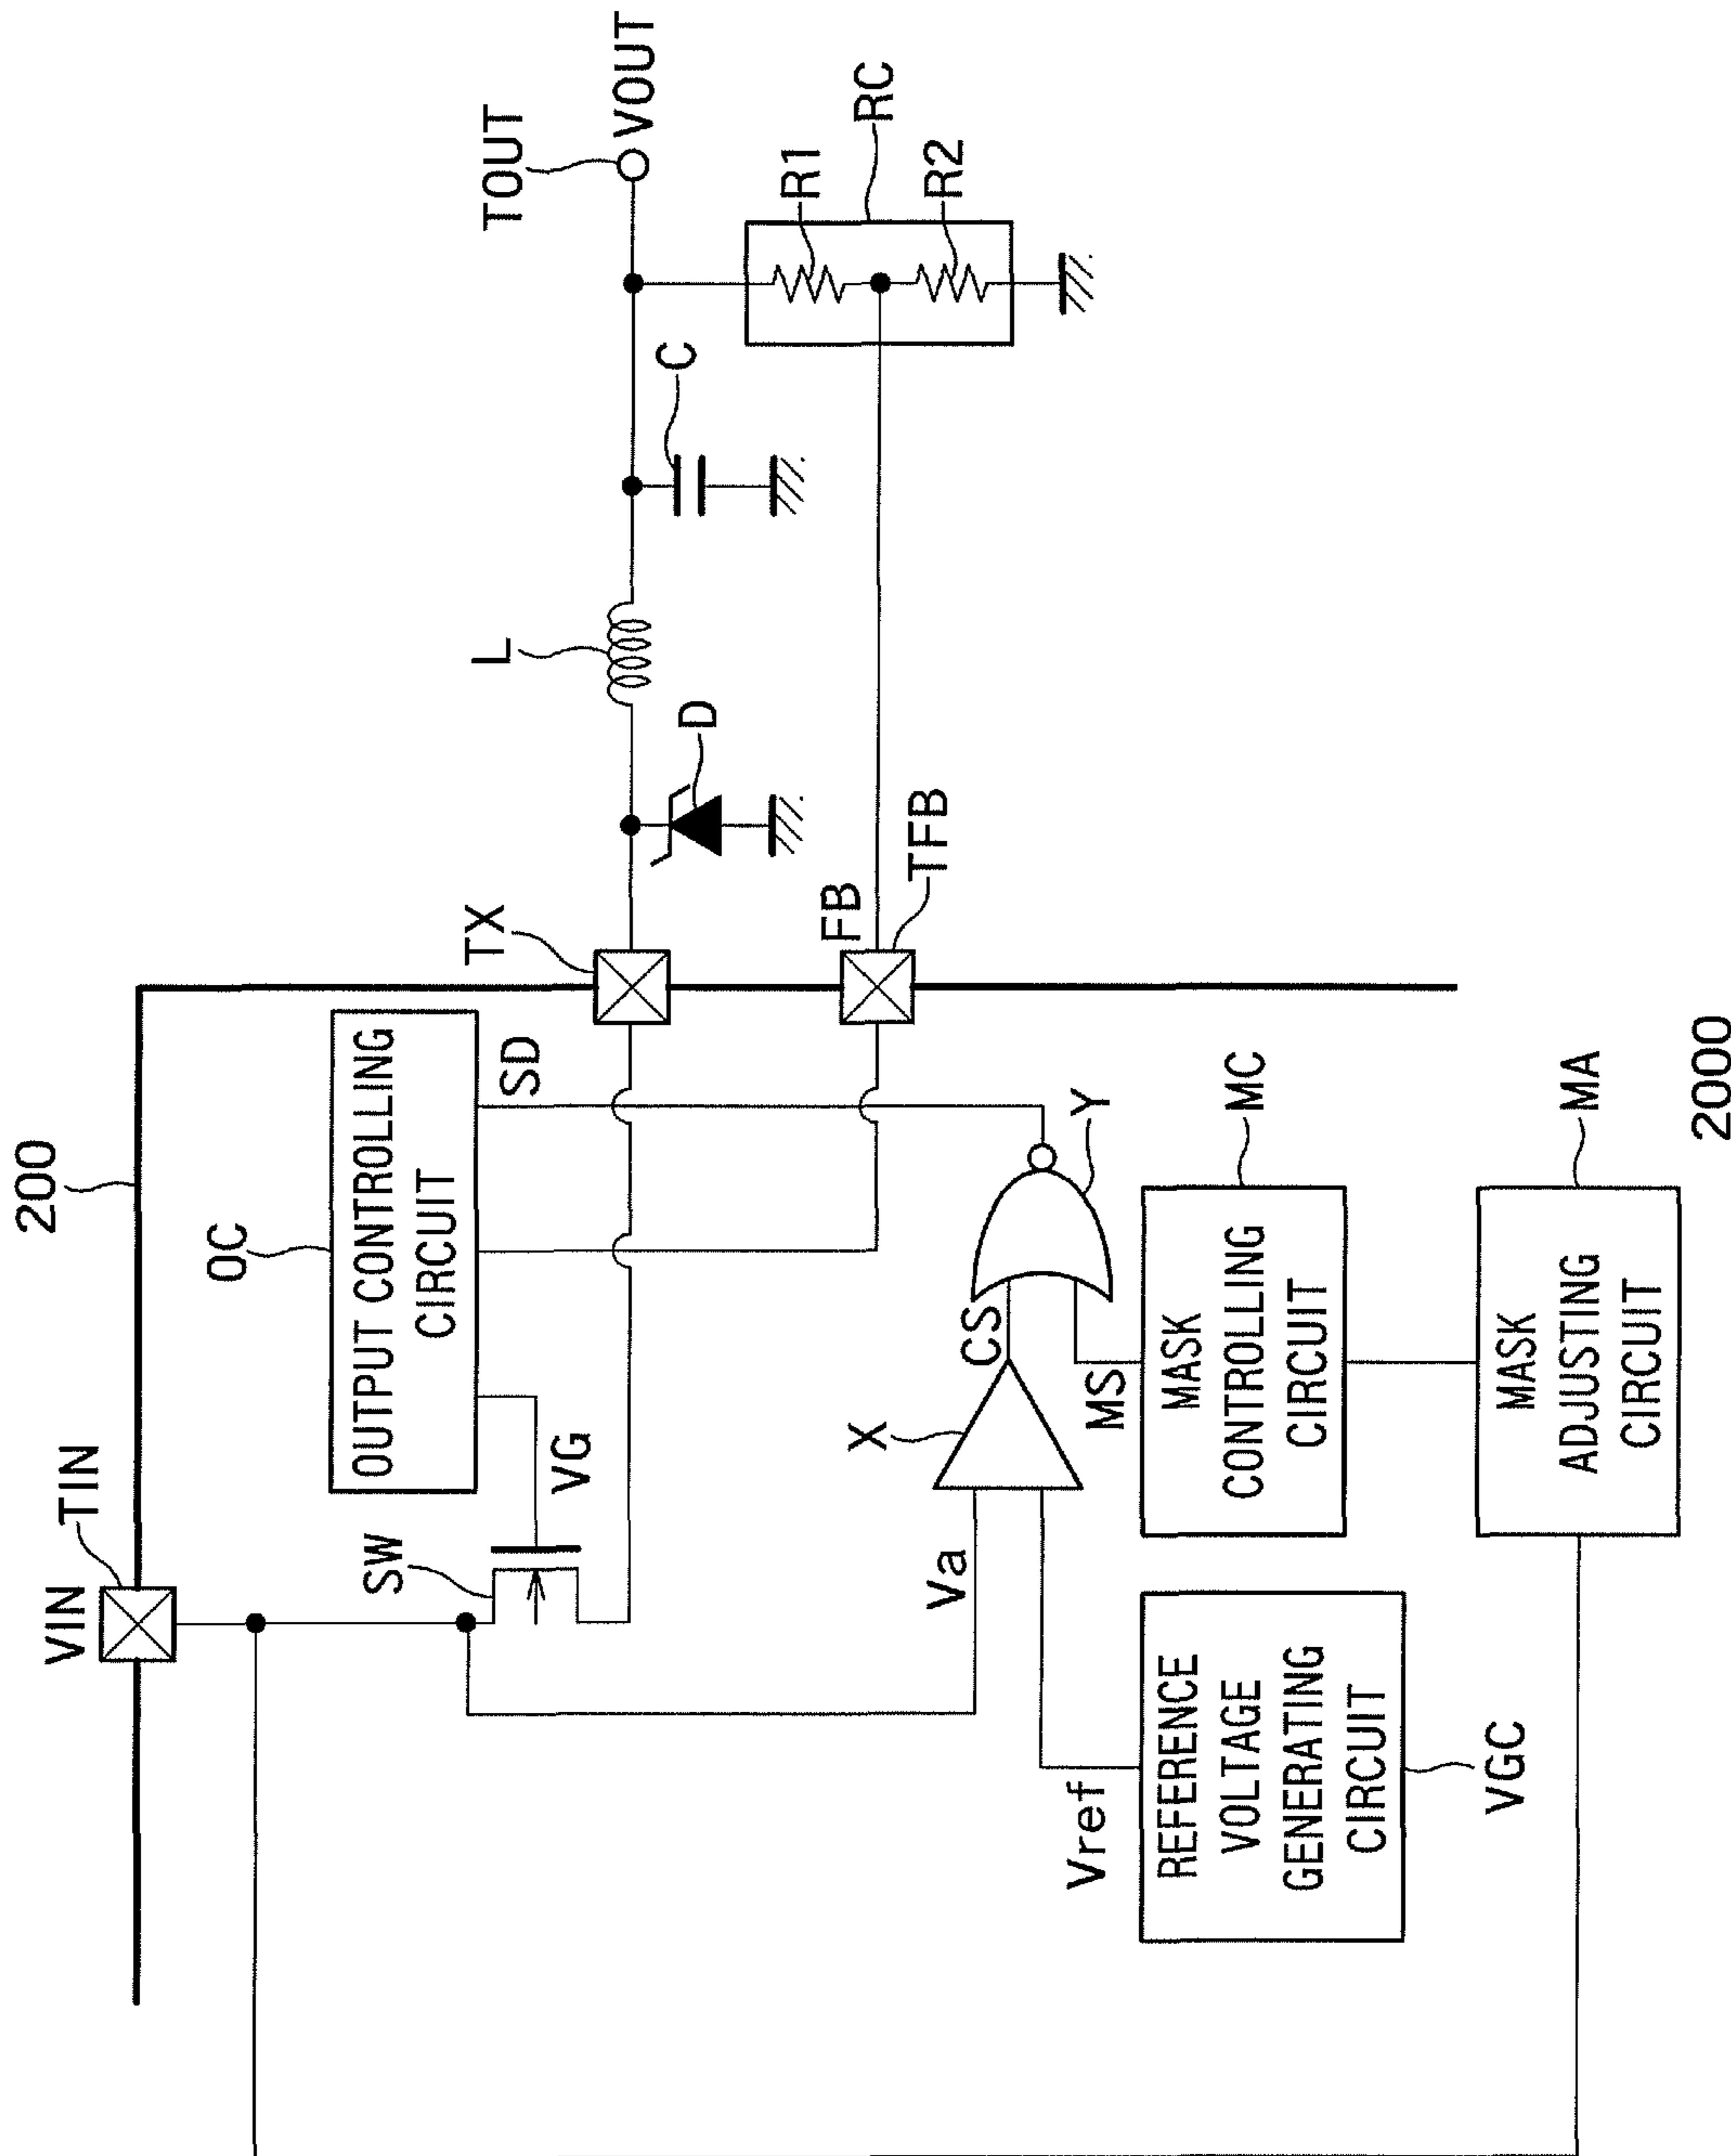 200
VIN
TIN
OC
OUTPUT CONTROLLING
CIRCUIT
SW
VG
SD
TX
L
D
C
TOUT
VOUT
R1
R2
RC
FB
TFB
Va
Vref
X
CS
MS
Y
REFERENCE
VOLTAGE
GENERATING
CIRCUIT
VGC
MASK
CONTROLLING
CIRCUIT
MC
MASK
ADJUSTING
CIRCUIT
MA
2000